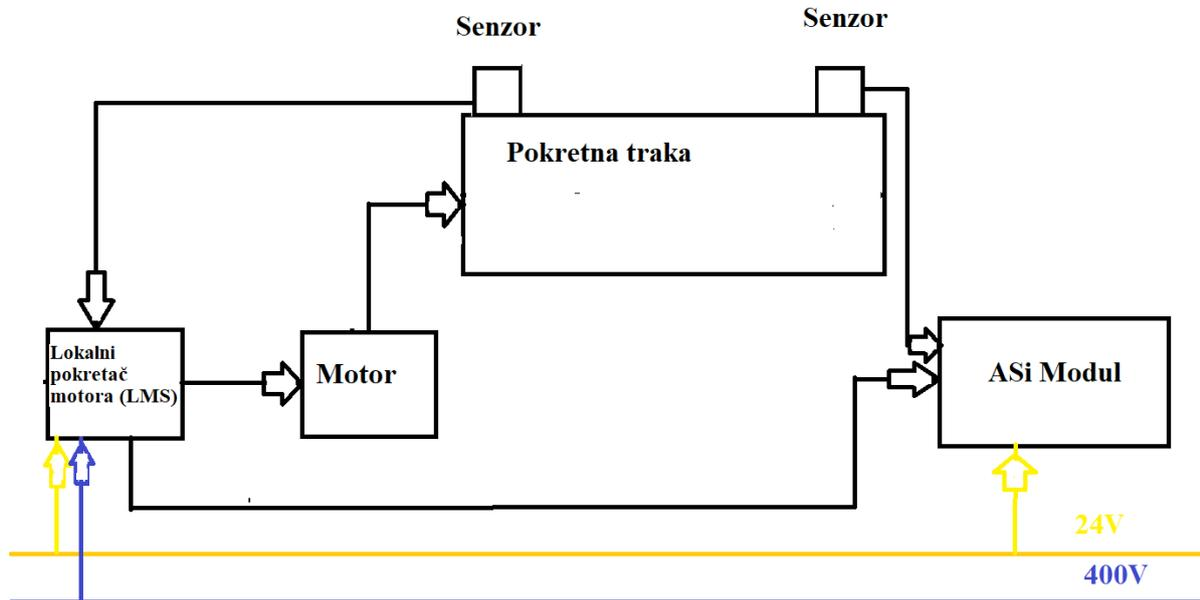 Senzor
Senzor
Pokretna traka
Lokalni
pokretač
motora (LMS)
Motor
ASi Modul
24V
400V